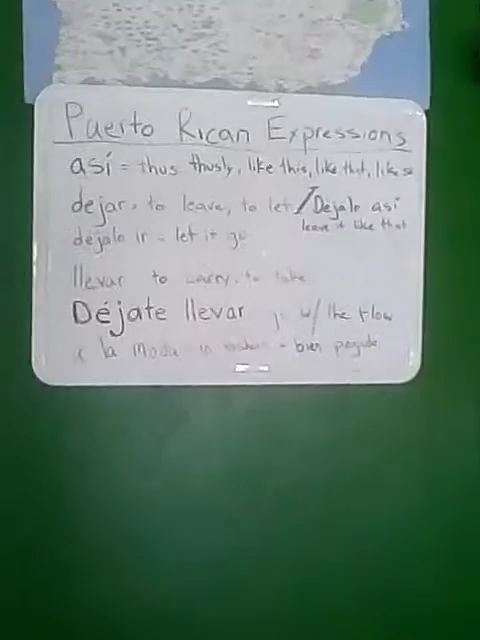 Puerto Rican Expressions
así = thus thusly, like this, like that, like so
dejar, to leave, to let / Déjalo así
leave it like that
déjalo ir - let it go
llevar to carry, to take
Déjate llevar w/ the flow
la moda - in - bien pegado